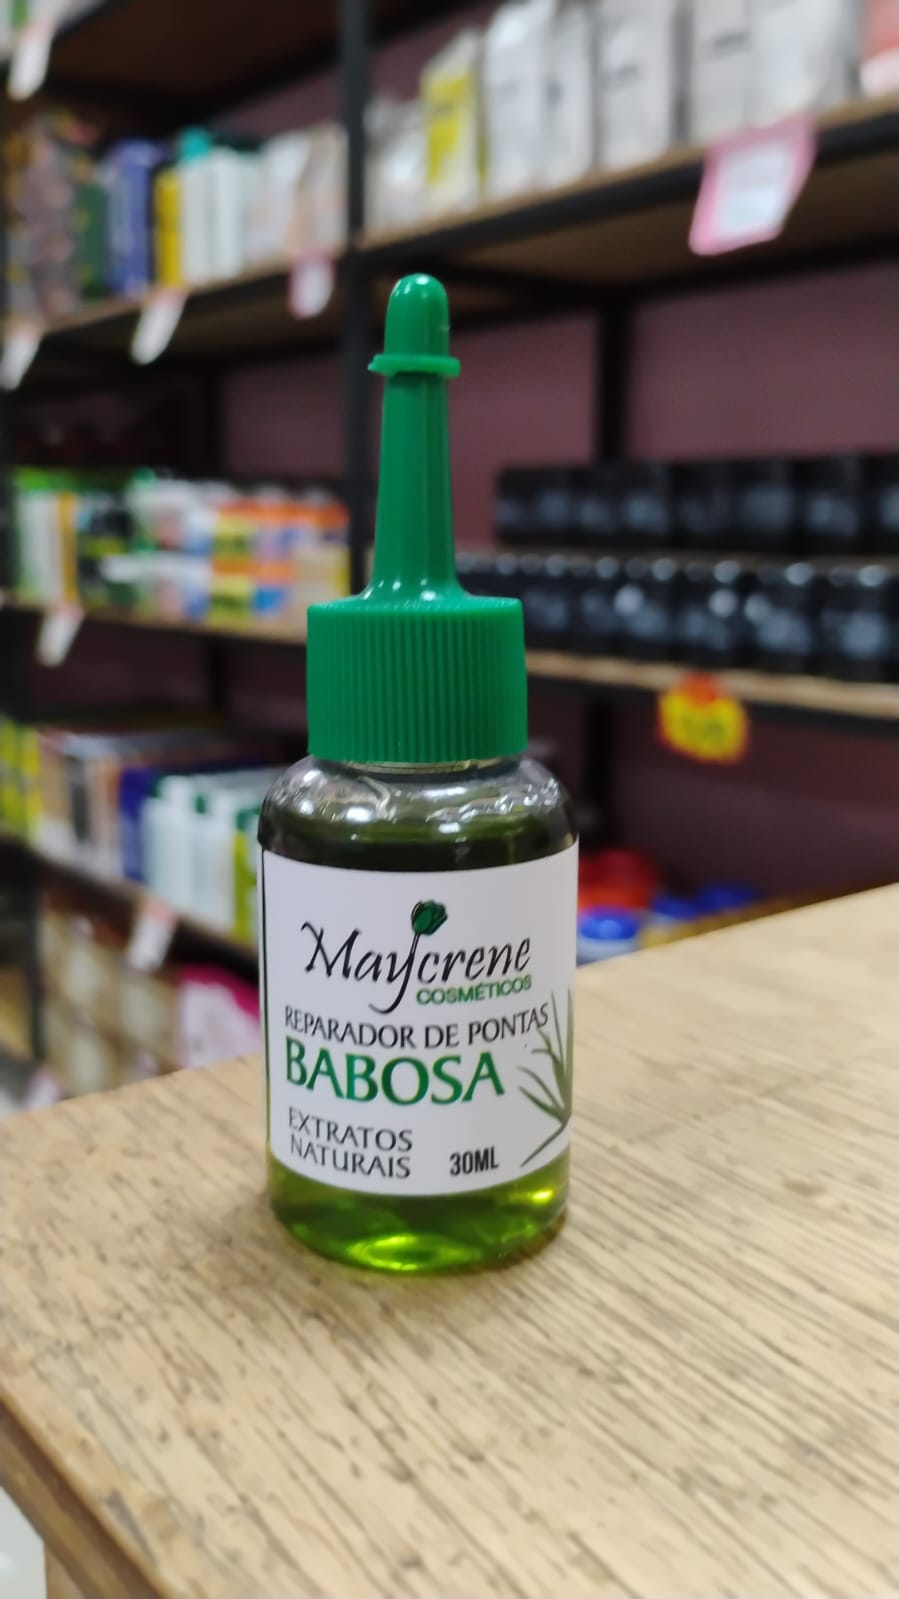 Maycrene
COSMÉTICOS
REPARADOR DE PONTAS
BABOSA
EXTRATOS
NATURAIS
30ML